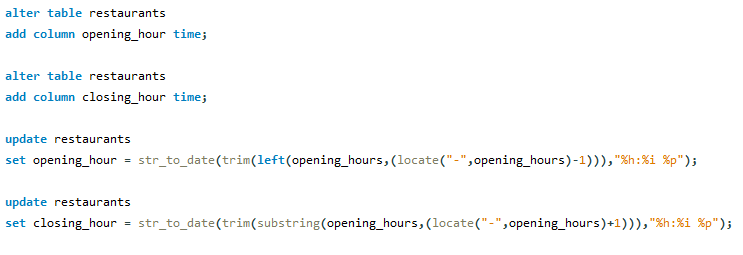 alter table restaurants
add column opening_hour time;
alter table restaurants
add column closing_hour time;
update restaurants
set opening_hour = str_to_date(trim(left(opening_hours,(locate("-",opening_hours)-1))),"%h:%i %p");
update restaurants
set closing_hour = str_to_date(trim(substring(opening_hours,(locate("-",opening_hours)+1))),"%h:%i %p");